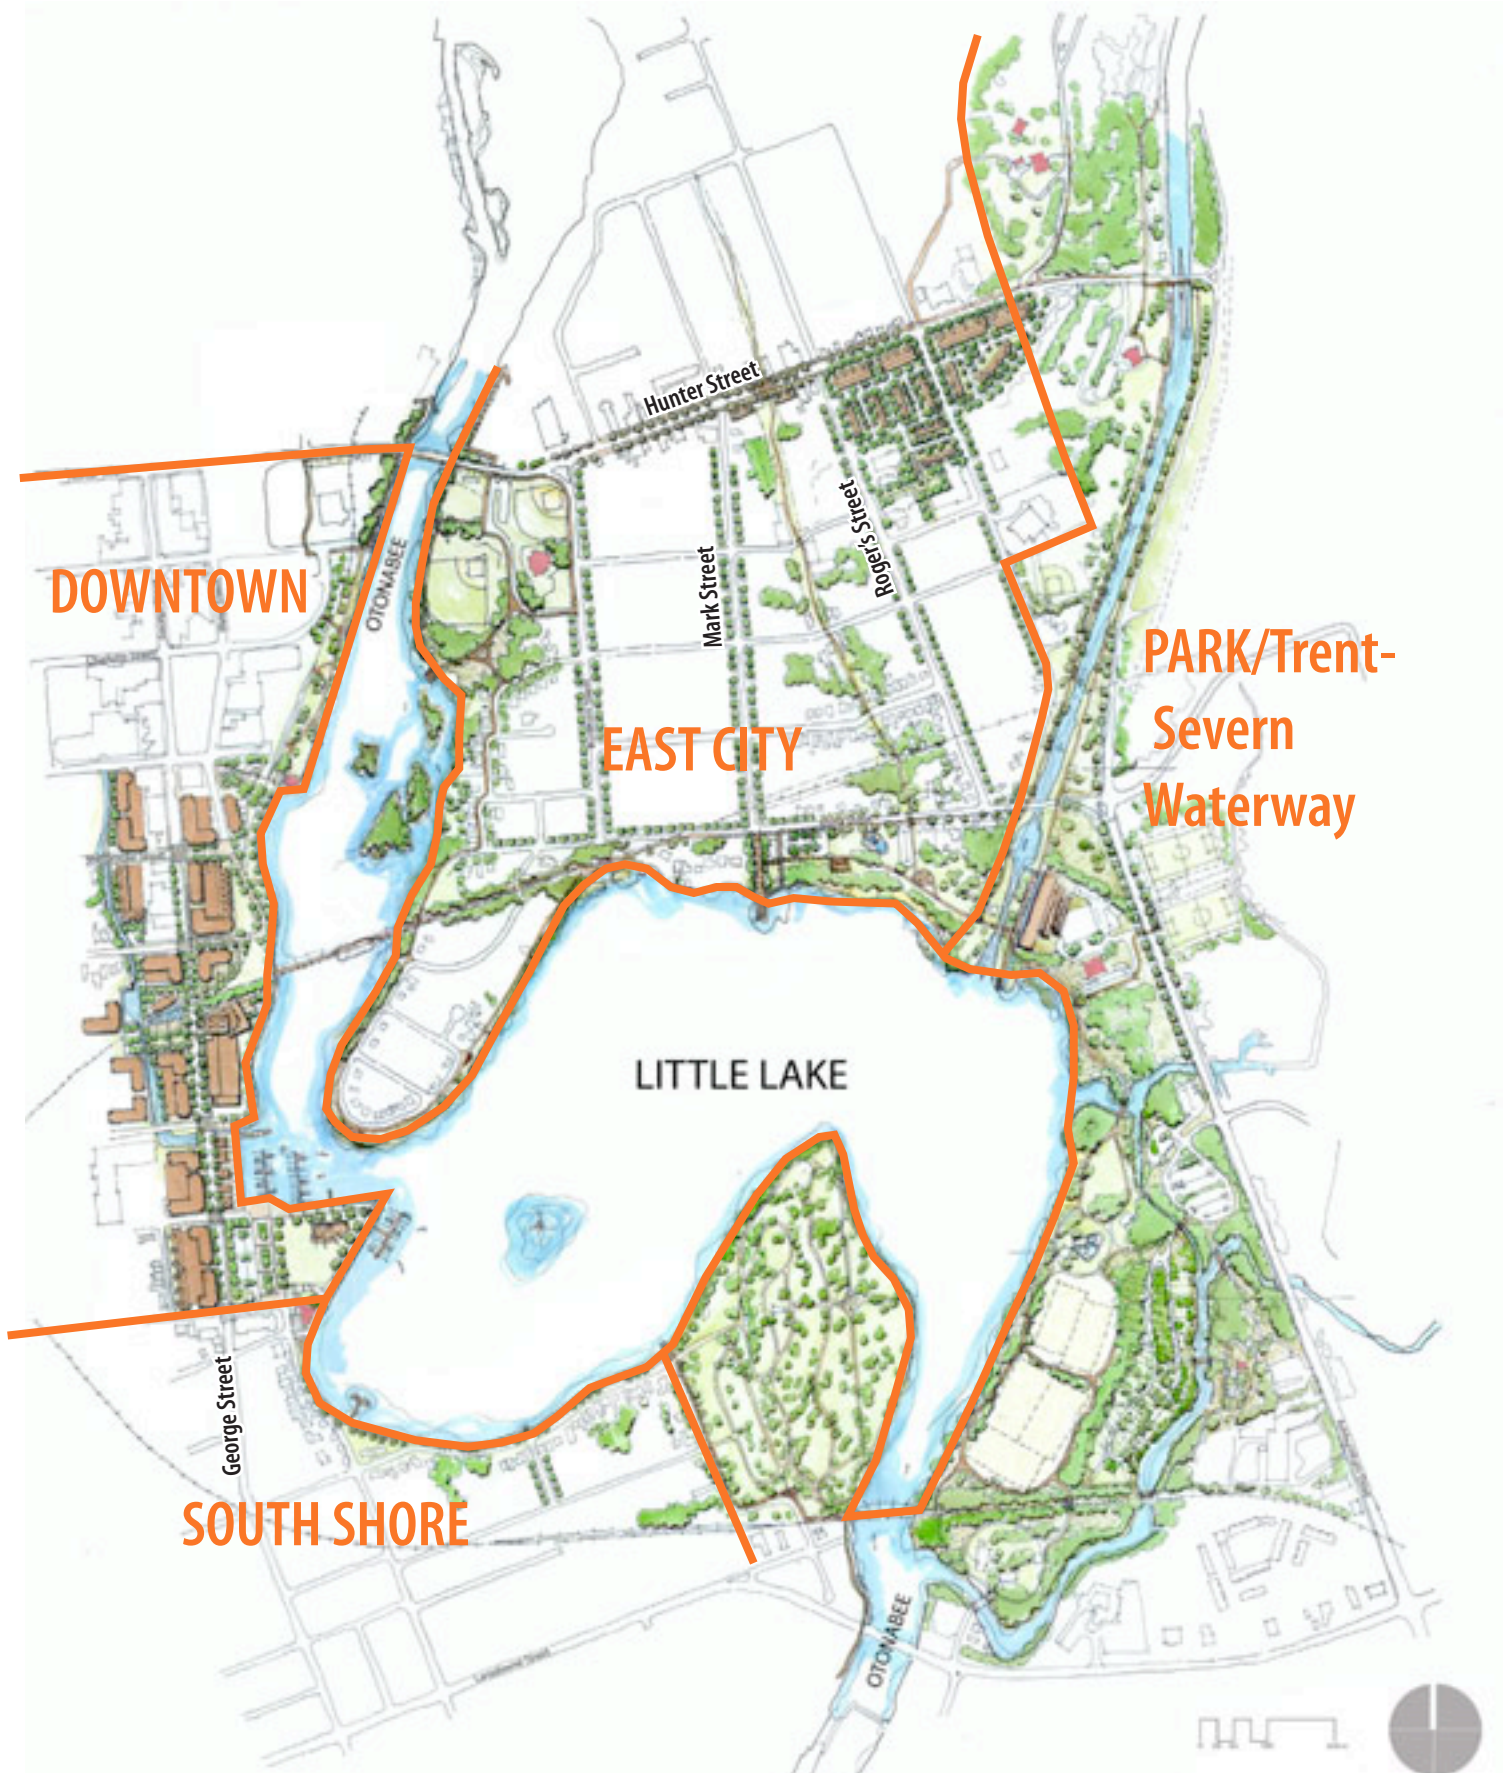 Hunter Street
OTONABEE
DOWNTOWN
Mark Street
Roger's Street
PARK/Trent-
Severn
Waterway
EAST CITY
LITTLE LAKE
George Street
SOUTH SHORE
OTONABEE